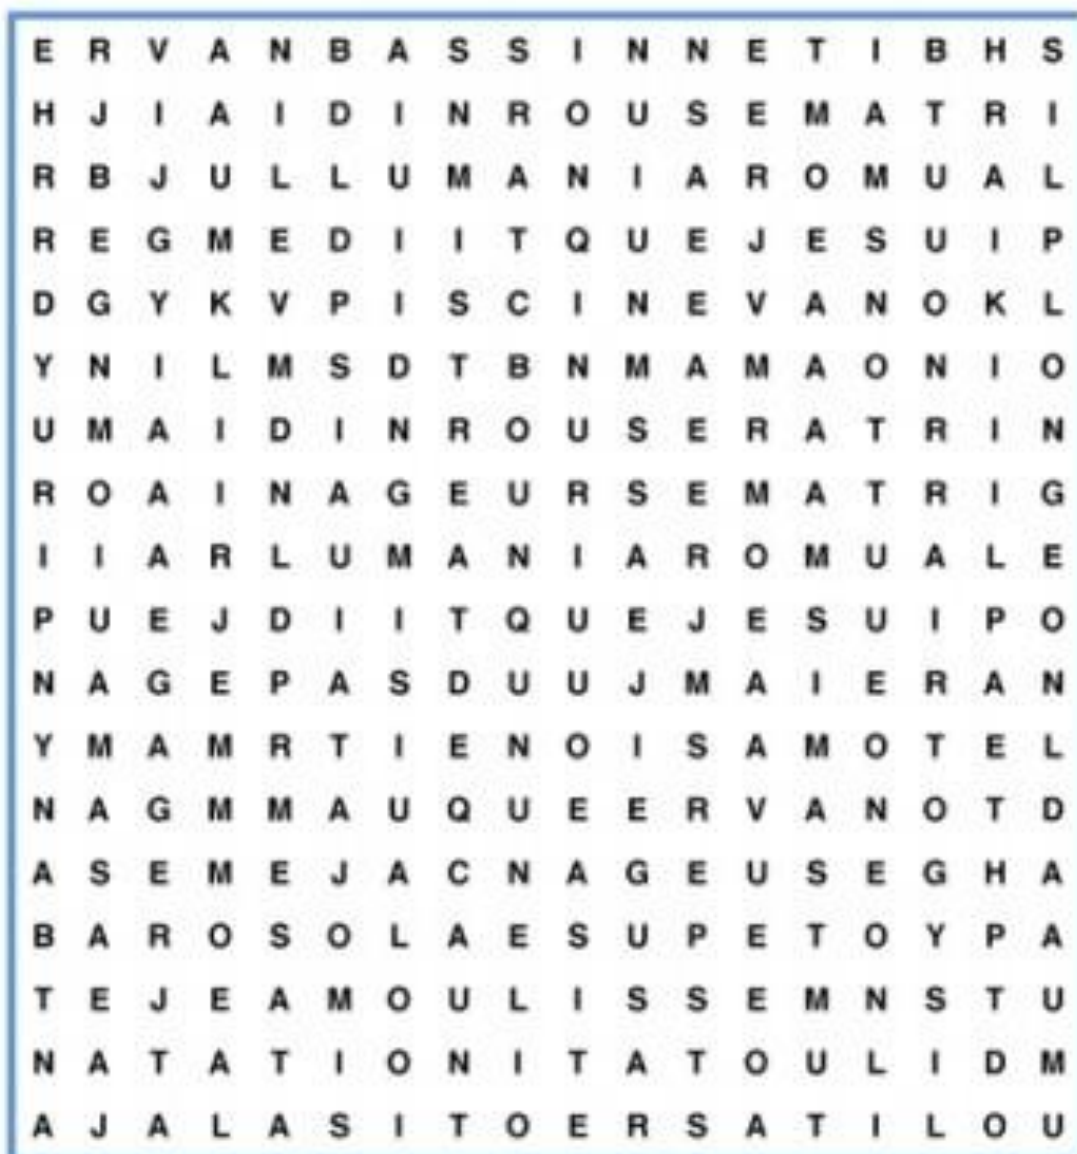 E R V A N B A S S I N N E T I B H S
H J I A I D I N R O U S E M A T R I
R B J U L L U M A N I A R O M U A L
R E G M E D I I T Q U E J E S U I P
D G Y K V P I S C I N E V A N O K L
Y N I L M S D T B N M A M A O N I O
U M A I D I N R O U S E R A T R I N
R O A I N A G E U R S E M A T R I G
I I A R L U M A N I A R O M U A L E
P U E J D I I T Q U E J E S U I P O
N A G E P A S D U U J M A I E R A N
Y M A M R T I E N O I S A M O T E L
N A G M M A U Q U E E R V A N O T D
A S E M E J A C N A G E U S E G H A
B A R O S O L A E S U P E T O Y P A
T E J E A M O U L I S S E M N S T U
N A T A T I O N I T A T O U L I D M
A J A L A S I T O E R S A T I L O U